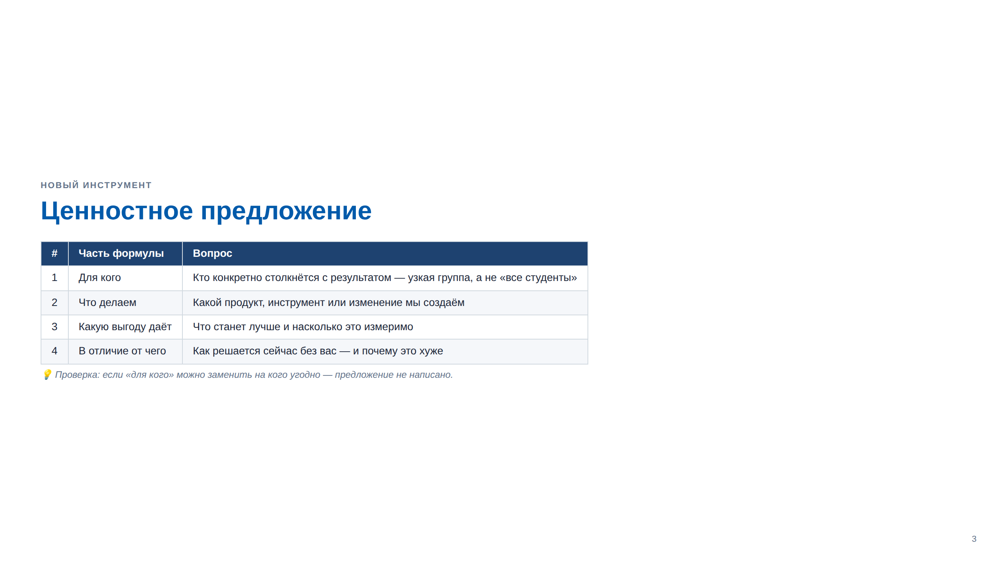 НОВЫЙ ИНСТРУМЕНТ
Ценностное предложение
# Часть формулы Вопрос
1 Для кого Кто конкретно столкнётся с результатом — узкая группа, а не «все студенты»
2 Что делаем Какой продукт, инструмент или изменение мы создаём
3 Какую выгоду даёт Что станет лучше и насколько это измеримо
4 В отличие от чего Как решается сейчас без вас — и почему это хуже
💡 Проверка: если «для кого» можно заменить на кого угодно — предложение не написано.
3